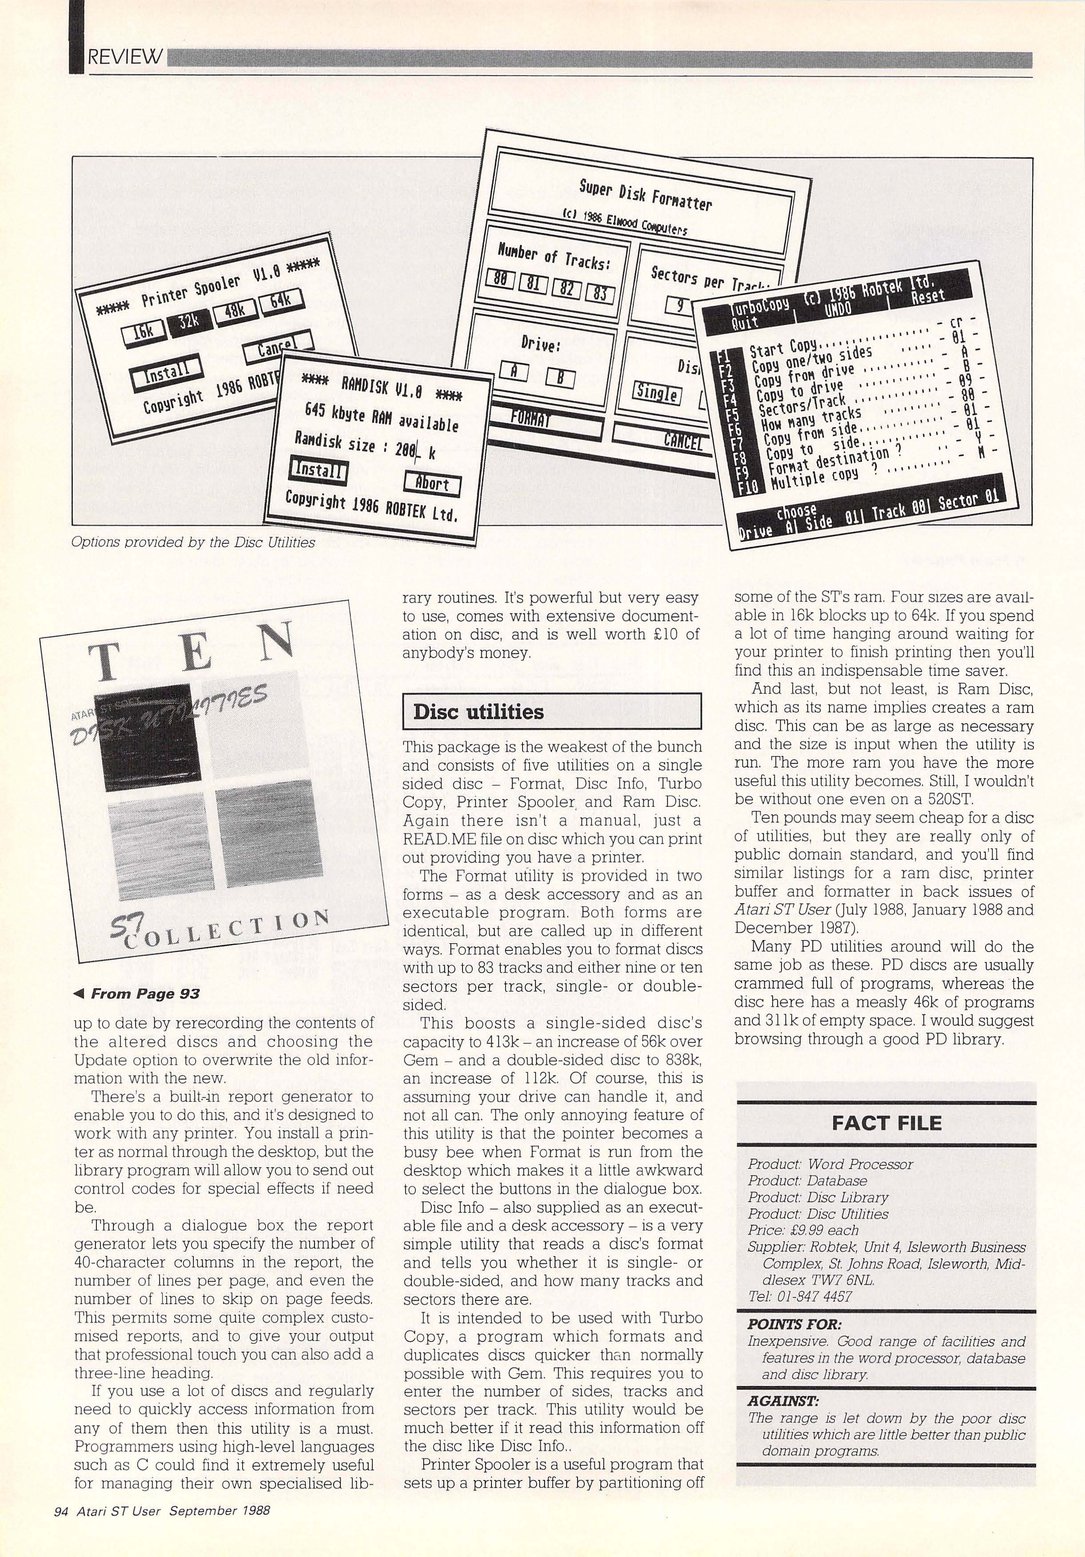 REVIEW
***** Printer Spooler V1.0 *****
16k 32k 48k 64k
Install Cancel
Copyright 1986 ROBT
**** RAMDISK V1.0 ****
645 kbyte RAM available
Ramdisk size : 200 k
Install Abort
Copyright 1986 ROBTEK Ltd.
Super Disk Formatter
(c) 1986 Elwood Computers
Number of Tracks:
80 81 82 83
Sectors per Track:
9
Drive:
A B
Dis
Single
FORMAT CANCEL
TurboCopy (c) 1986 Robtek ltd.
Quit | UNDO | Reset
F1 Start Copy.............. - cr -
F2 Copy one/two sides ..... - 01 -
F3 Copy from drive ........... - A -
F4 Copy to drive ............ - B -
F5 Sectors/Track ............ - 09 -
F6 How many tracks ........ - 80 -
F7 Copy from side............ - 01 -
F8 Copy to side............ - 01 -
F9 Format destination ? .. - Y -
F10 Multiple copy ? .......... - M -
choose
Drive A| Side 01| Track 00| Sector 01
Options provided by the Disc Utilities
TEN
ATARI ST SOFT
DISK UTILITIES
ST
COLLECTION
◄ From Page 93
up to date by rerecording the contents of
the altered discs and choosing the
Update option to overwrite the old infor-
mation with the new.
There's a built-in report generator to
enable you to do this, and it's designed to
work with any printer. You install a prin-
ter as normal through the desktop, but the
library program will allow you to send out
control codes for special effects if need
be.
Through a dialogue box the report
generator lets you specify the number of
40-character columns in the report, the
number of lines per page, and even the
number of lines to skip on page feeds.
This permits some quite complex custo-
mised reports, and to give your output
that professional touch you can also add a
three-line heading.
If you use a lot of discs and regularly
need to quickly access information from
any of them then this utility is a must.
Programmers using high-level languages
such as C could find it extremely useful
for managing their own specialised lib-
rary routines. It's powerful but very easy
to use, comes with extensive document-
ation on disc, and is well worth £10 of
anybody's money.
Disc utilities
This package is the weakest of the bunch
and consists of five utilities on a single
sided disc – Format, Disc Info, Turbo
Copy, Printer Spooler and Ram Disc.
Again there isn't a manual, just a
READ.ME file on disc which you can print
out providing you have a printer.
The Format utility is provided in two
forms – as a desk accessory and as an
executable program. Both forms are
identical, but are called up in different
ways. Format enables you to format discs
with up to 83 tracks and either nine or ten
sectors per track, single- or double-
sided.
This boosts a single-sided disc's
capacity to 413k – an increase of 56k over
Gem – and a double-sided disc to 838k,
an increase of 112k. Of course, this is
assuming your drive can handle it, and
not all can. The only annoying feature of
this utility is that the pointer becomes a
busy bee when Format is run from the
desktop which makes it a little awkward
to select the buttons in the dialogue box.
Disc Info – also supplied as an execut-
able file and a desk accessory – is a very
simple utility that reads a disc's format
and tells you whether it is single- or
double-sided, and how many tracks and
sectors there are.
It is intended to be used with Turbo
Copy, a program which formats and
duplicates discs quicker than normally
possible with Gem. This requires you to
enter the number of sides, tracks and
sectors per track. This utility would be
much better if it read this information off
the disc like Disc Info..
Printer Spooler is a useful program that
sets up a printer buffer by partitioning off
some of the ST's ram. Four sizes are avail-
able in 16k blocks up to 64k. If you spend
a lot of time hanging around waiting for
your printer to finish printing then you'll
find this an indispensable time saver.
And last, but not least, is Ram Disc,
which as its name implies creates a ram
disc. This can be as large as necessary
and the size is input when the utility is
run. The more ram you have the more
useful this utility becomes. Still, I wouldn't
be without one even on a 520ST.
Ten pounds may seem cheap for a disc
of utilities, but they are really only of
public domain standard, and you'll find
similar listings for a ram disc, printer
buffer and formatter in back issues of
Atari ST User (July 1988, January 1988 and
December 1987).
Many PD utilities around will do the
same job as these. PD discs are usually
crammed full of programs, whereas the
disc here has a measly 46k of programs
and 311k of empty space. I would suggest
browsing through a good PD library.
FACT FILE
Product: Word Processor
Product: Database
Product: Disc Library
Product: Disc Utilities
Price: £9.99 each
Supplier: Robtek, Unit 4, Isleworth Business
Complex, St. Johns Road, Isleworth, Mid-
dlesex TW7 6NL.
Tel: 01-847 4457
POINTS FOR:
Inexpensive. Good range of facilities and
features in the word processor, database
and disc library.
AGAINST:
The range is let down by the poor disc
utilities which are little better than public
domain programs.
94 Atari ST User September 1988